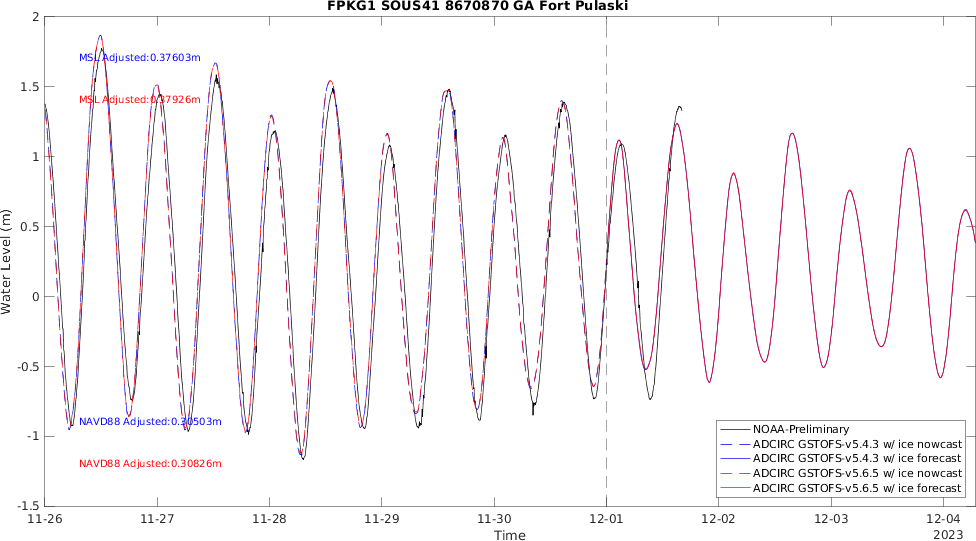 FPKG1 SOUS41 8670870 GA Fort Pulaski
Water Level (m)
2
1.5
1
0.5
0
-0.5
-1
-1.5
MSL Adjusted:0.37603m
MSL Adjusted:0.37926m
NAVD88 Adjusted:0.30503m
NAVD88 Adjusted:0.30826m
NOAA-Preliminary
ADCIRC GSTOFS-v5.4.3 w/ ice nowcast
ADCIRC GSTOFS-v5.4.3 w/ ice forecast
ADCIRC GSTOFS-v5.6.5 w/ ice nowcast
ADCIRC GSTOFS-v5.6.5 w/ ice forecast
11-26 11-27 11-28 11-29 11-30 12-01 12-02 12-03 12-04
Time
2023